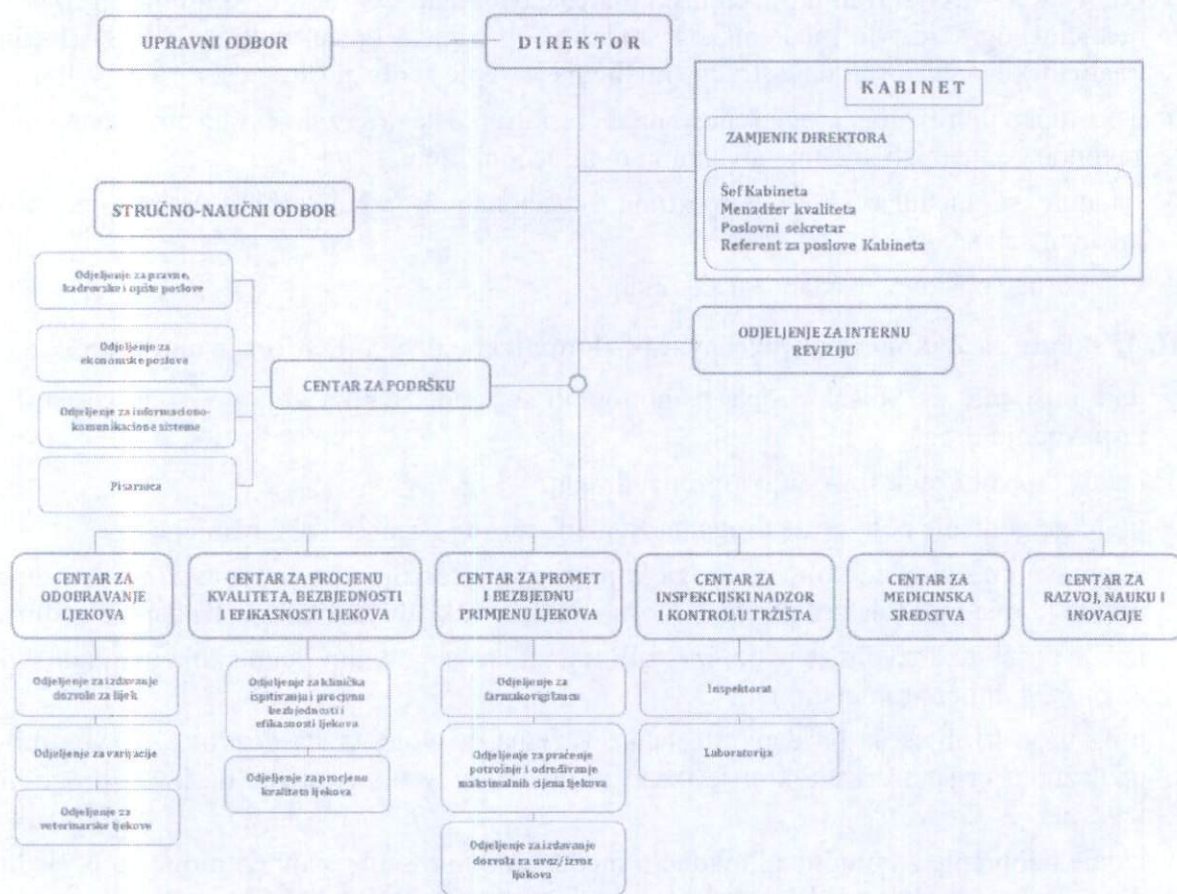 UPRAVNI ODBOR
DIREKTOR
KABINET
ZAMJENIK DIREKTORA
Šef Kabineta
Menadžer kvaliteta
Poslovni sekretar
Referent za poslove Kabineta
STRUČNO-NAUČNI ODBOR
ODJELJENJE ZA INTERNU
REVIZIJU
Odjeljenje za pravne,
kadrovske i opšte poslove
Odjeljenje za
ekonomske poslove
CENTAR ZA PODRŠKU
Odjeljenje za informaciono-
komunikacione sisteme
Pisarnica
CENTAR ZA
ODOBRAVANJE
LIJEKOVA
CENTAR ZA PROCJENU
KVALITETA, BEZBJEDNOSTI
I EFIKASNOSTI LJEKOVA
CENTAR ZA PROMET
I BEZBJEDNU
PRIMJENU LJEKOVA
CENTAR ZA
INSPEKCIJSKI NADZOR
I KONTROLU TRŽIŠTA
CENTAR ZA
MEDICINSKA
SREDSTVA
CENTAR ZA
RAZVOJ, NAUKU I
INOVACIJE
Odjeljenje za izdavanje
dozvole za lijek
Odjeljenje za varijacije
Odjeljenje za
veterinarske ljekove
Odjeljenje za klinička
ispitivanja i procjenu
bezbjednosti i
efikasnosti ljekova
Odjeljenje za procjenu
kvaliteta ljekova
Odjeljenje za
farmakovigilancu
Odjeljenje za praćenje
potrošnje i određivanje
maksimalnih cijena ljekova
Odjeljenje za izdavanje
dozvola za uvoz/izvoz
ljekova
Inspektorat
Laboratorija